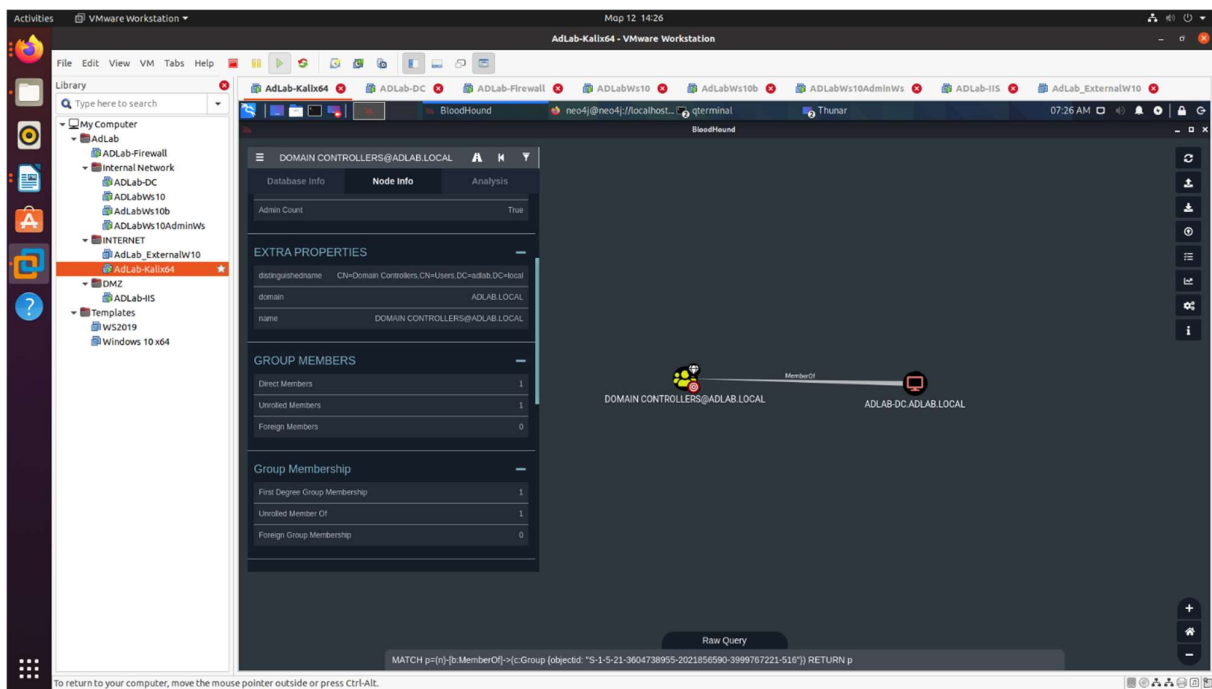 Activities
VMware Workstation
Мар 12 14:26
AdLab-Kalix64 - VMware Workstation
File Edit View VM Tabs Help
Library
Type here to search
My Computer
AdLab
ADLab-Firewall
Internal Network
ADLab-DC
ADLabWs10
AdLabWs10b
ADLabWs10AdminWs
INTERNET
AdLab_ExternalW10
AdLab-Kalix64
DMZ
ADLab-IIS
Templates
WS2019
Windows 10 x64
AdLab-Kalix64 ADLab-DC ADLab-Firewall ADLabWs10 AdLabWs10b ADLabWs10AdminWs ADLab-IIS AdLab_ExternalW10
BloodHound neo4j@neo4j://localhost... qterminal 2 Thunar 07:26 AM
BloodHound
DOMAIN CONTROLLERS@ADLAB.LOCAL
Database Info Node Info Analysis
Admin Count True
EXTRA PROPERTIES
distinguishedname CN=Domain Controllers,CN=Users,DC=adlab,DC=local
domain ADLAB.LOCAL
name DOMAIN CONTROLLERS@ADLAB.LOCAL
GROUP MEMBERS
Direct Members 1
Unrolled Members 1
Foreign Members 0
Group Membership
First Degree Group Membership 1
Unrolled Member Of 1
Foreign Group Membership 0
MemberOf
DOMAIN CONTROLLERS@ADLAB.LOCAL
ADLAB-DC.ADLAB.LOCAL
Raw Query
MATCH p=(n)-[b:MemberOf]->(c:Group {objectid: "S-1-5-21-3604738955-2021856590-3999767221-516"}) RETURN p
To return to your computer, move the mouse pointer outside or press Ctrl-Alt.